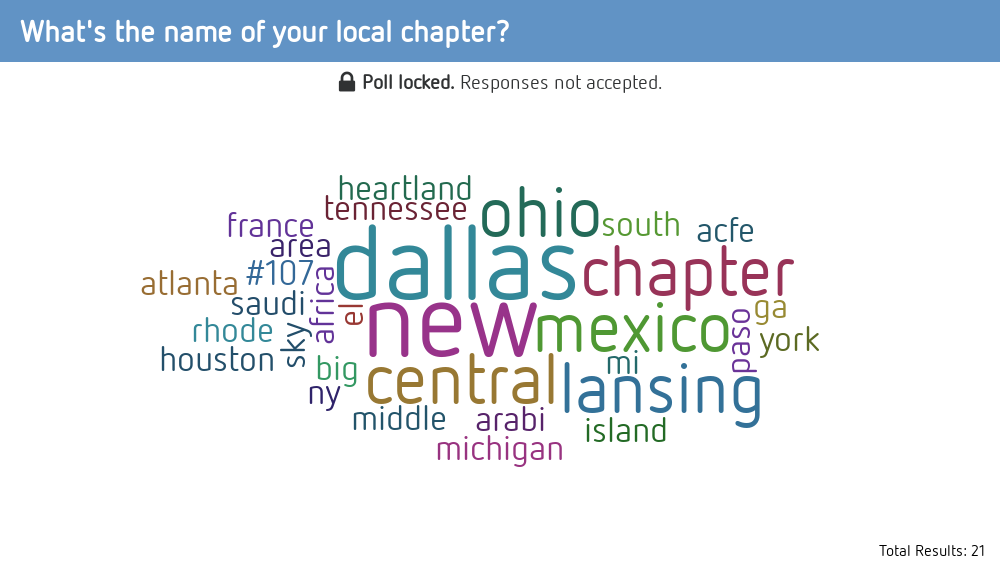 What's the name of your local chapter?
Poll locked. Responses not accepted.
heartland
tennessee
ohio
france
south
acfe
area
dallas
chapter
#107
atlanta
africa
saudi
el
new
mexico
paso
ga
rhode
sky
york
houston
big
mi
central
lansing
ny
middle
arabi
island
michigan
Total Results: 21